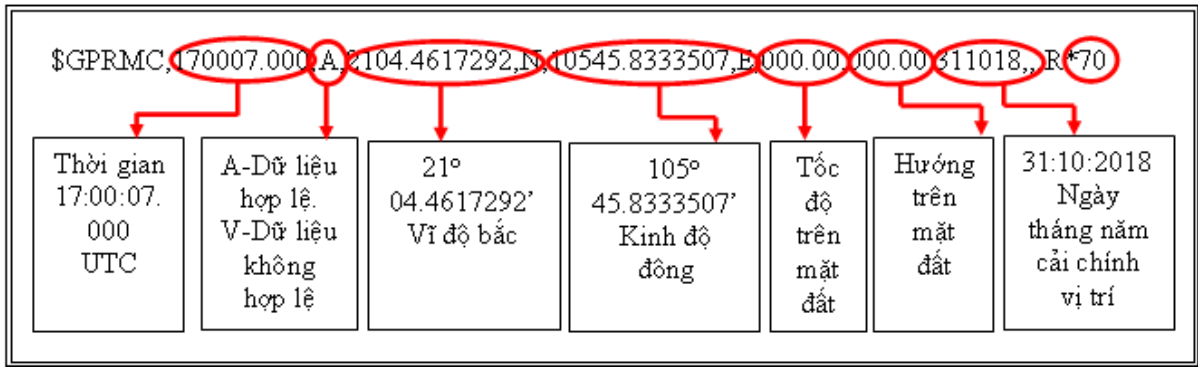 $GPRMC,170007.000,A,2104.4617292,N,10545.8333507,E,000.00,000.00,311018,,,R*70
Thời gian
17:00:07.
000
UTC
A-Dữ liệu
hợp lệ.
V-Dữ liệu
không
hợp lệ
21º
04.4617292’
Vĩ độ bắc
105º
45.8333507’
Kinh độ
đông
Tốc
độ
trên
mặt
đất
Hướng
trên
mặt
đất
31:10:2018
Ngày
tháng năm
cải chính
vị trí